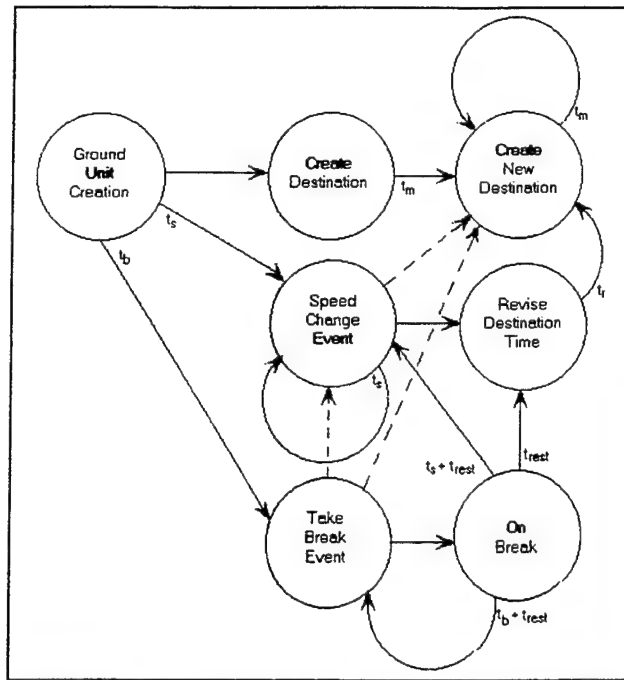 t_m
Ground
Unit
Creation
Create
Destination
t_m
Create
New
Destination
t_s
t_b
Speed
Change
Event
Revise
Destination
Time
t_r
t_s
t_s + t_rest
t_rest
Take
Break
Event
On
Break
t_b + t_rest